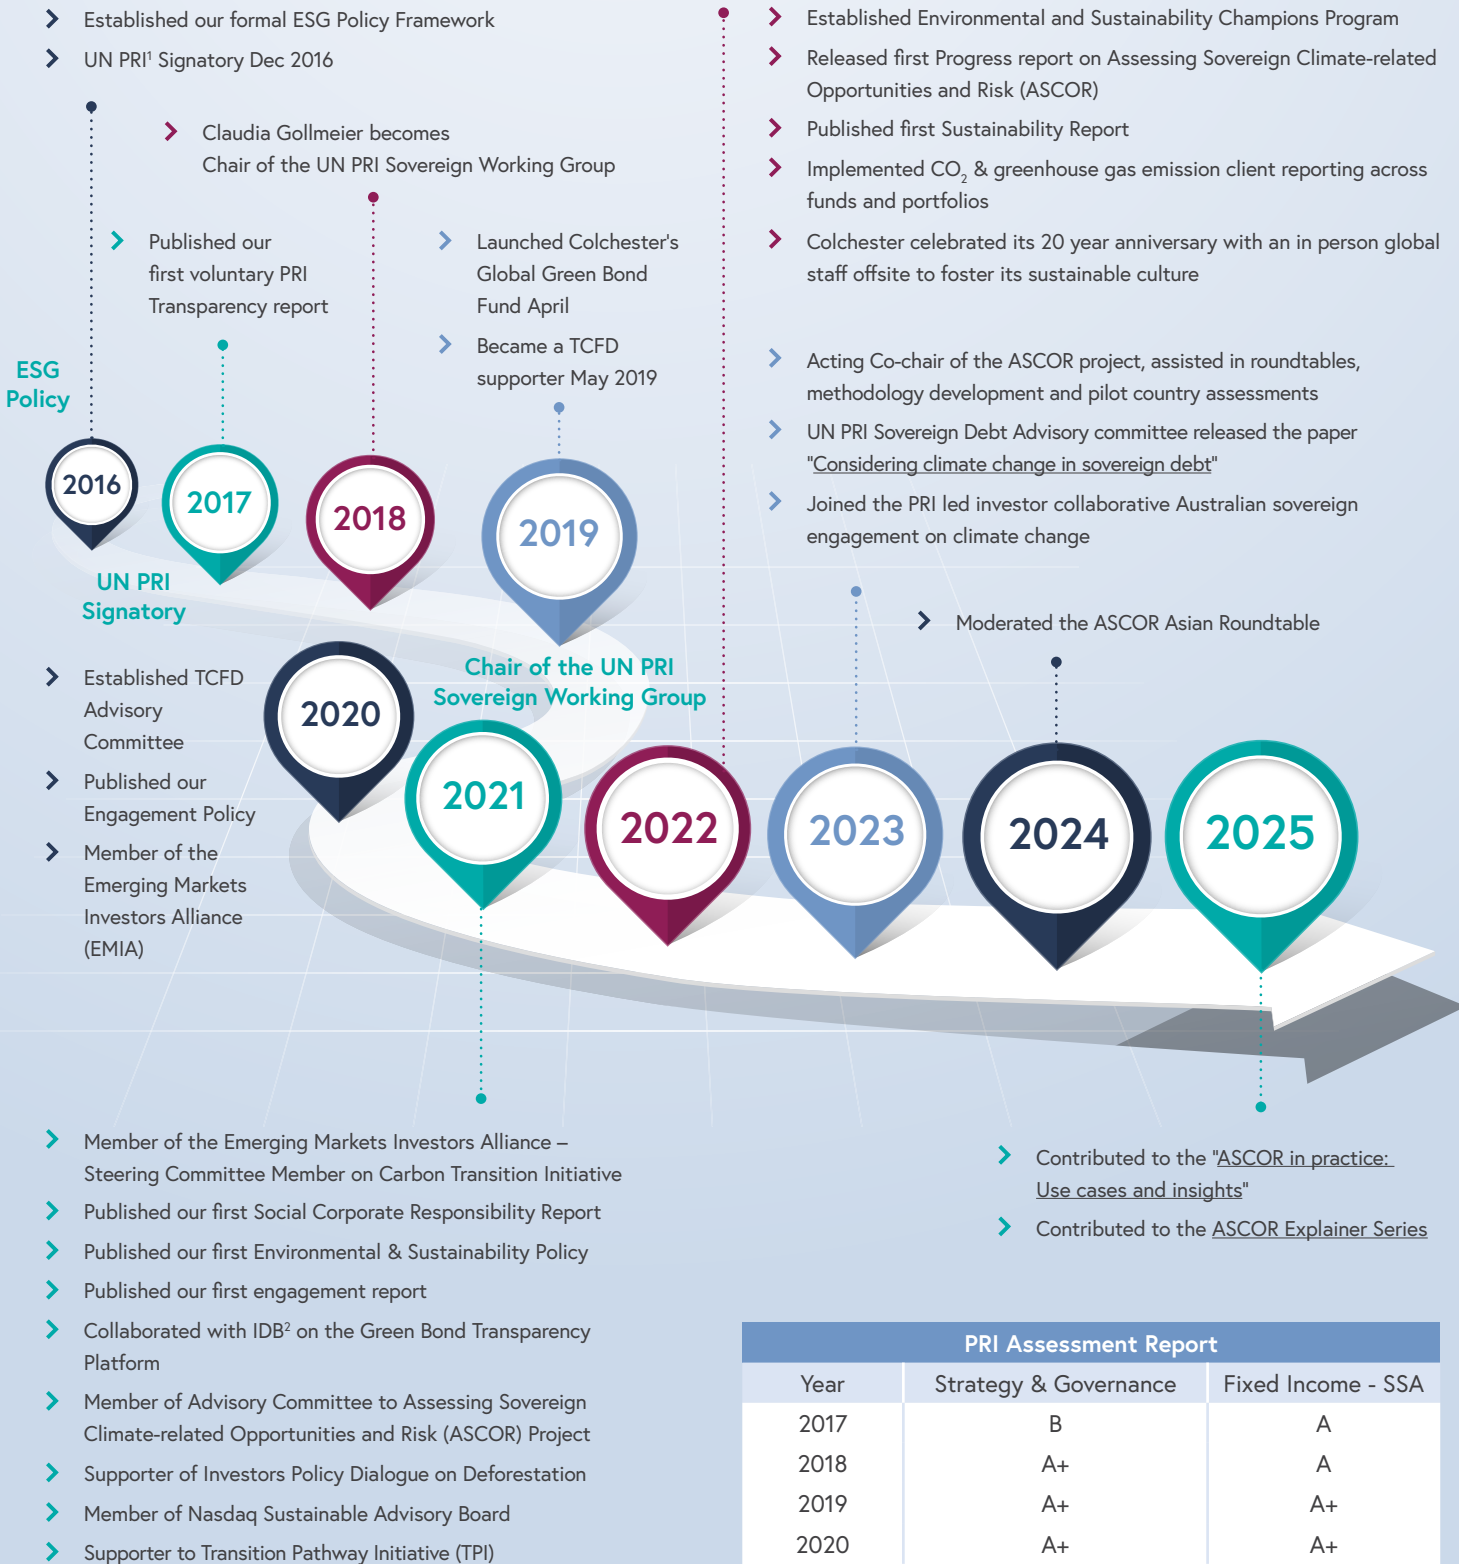 Established our formal ESG Policy Framework
UN PRI¹ Signatory Dec 2016
Claudia Gollmeier becomes
Chair of the UN PRI Sovereign Working Group
Published our
first voluntary PRI
Transparency report
Launched Colchester's
Global Green Bond
Fund April
Became a TCFD
supporter May 2019
Established Environmental and Sustainability Champions Program
Released first Progress report on Assessing Sovereign Climate-related
Opportunities and Risk (ASCOR)
Published first Sustainability Report
Implemented CO₂ & greenhouse gas emission client reporting across
funds and portfolios
Colchester celebrated its 20 year anniversary with an in person global
staff offsite to foster its sustainable culture
Acting Co-chair of the ASCOR project, assisted in roundtables,
methodology development and pilot country assessments
UN PRI Sovereign Debt Advisory committee released the paper
"Considering climate change in sovereign debt"
Joined the PRI led investor collaborative Australian sovereign
engagement on climate change
Moderated the ASCOR Asian Roundtable
ESG
Policy
2016
2017
2018
2019
UN PRI
Signatory
Chair of the UN PRI
Sovereign Working Group
Established TCFD
Advisory
Committee
Published our
Engagement Policy
Member of the
Emerging Markets
Investors Alliance
(EMIA)
2020
2021
2022
2023
2024
2025
Member of the Emerging Markets Investors Alliance –
Steering Committee Member on Carbon Transition Initiative
Published our first Social Corporate Responsibility Report
Published our first Environmental & Sustainability Policy
Published our first engagement report
Collaborated with IDB² on the Green Bond Transparency
Platform
Member of Advisory Committee to Assessing Sovereign
Climate-related Opportunities and Risk (ASCOR) Project
Supporter of Investors Policy Dialogue on Deforestation
Member of Nasdaq Sustainable Advisory Board
Supporter to Transition Pathway Initiative (TPI)
Contributed to the "ASCOR in practice:
Use cases and insights"
Contributed to the ASCOR Explainer Series
PRI Assessment Report
Year Strategy & Governance Fixed Income - SSA
2017 B A
2018 A+ A
2019 A+ A+
2020 A+ A+